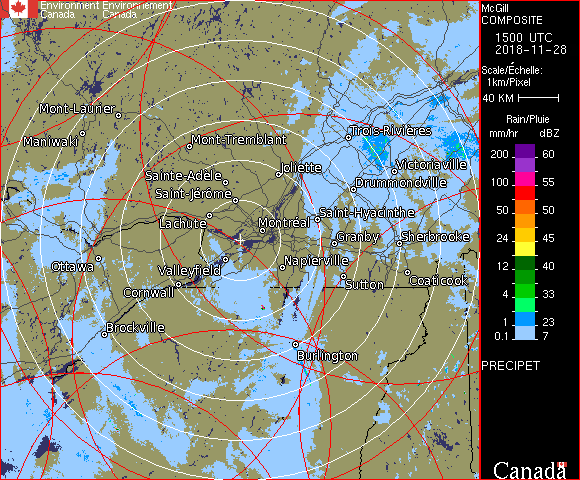 Environment Environnement
Canada Canada
McGill
COMPOSITE
1500 UTC
2018-11-28
Scale/Échelle:
1km/Pixel
40 KM
Rain/Pluie
mm/hr dBZ
200 60
100 55
50 50
24 45
12 40
4 33
1 23
0.1 7
PRECIPET
Canada
Mont-Laurier
Maniwaki
Mont-Tremblant
Trois-Rivières
Sainte-Adèle
Joliette
Victoriaville
Saint-Jérôme
Drummondville
Lachute
Montréal
Saint-Hyacinthe
Granby
Sherbrooke
Ottawa
Valleyfield
Napierville
Cornwall
Sutton
Coaticook
Brockville
Burlington